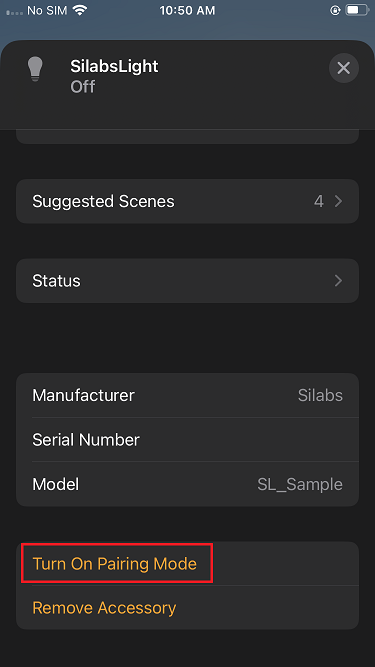 No SIM 10:50 AM
SilabsLight
Off
Suggested Scenes 4
Status
Manufacturer Silabs
Serial Number
Model SL_Sample
Turn On Pairing Mode
Remove Accessory